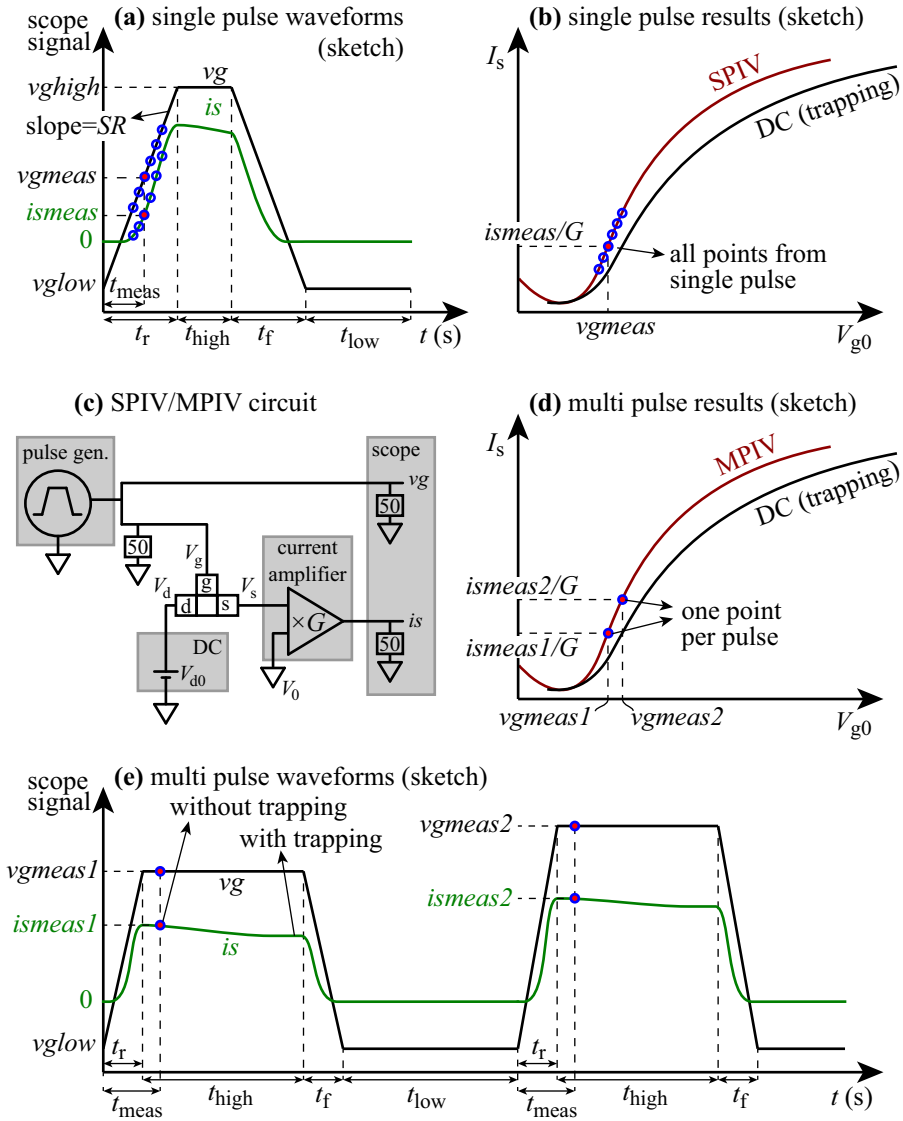 (a) single pulse waveforms
(sketch)
scope
signal
vghigh
vg
is
slope=SR
vgmeas
ismeas
0
vglow
tmeas
tr
thigh
tf
tlow
t (s)
(b) single pulse results (sketch)
Is
SPIV
DC (trapping)
ismeas/G
all points from
single pulse
vgmeas
Vg0
(c) SPIV/MPIV circuit
pulse gen.
scope
vg
50
50
Vg
current
amplifier
Vd
g
Vs
d
s
×G
is
50
DC
Vd0
V0
(d) multi pulse results (sketch)
Is
MPIV
DC (trapping)
ismeas2/G
one point
per pulse
ismeas1/G
vgmeas1
vgmeas2
Vg0
(e) multi pulse waveforms (sketch)
scope
signal
without trapping
with trapping
vgmeas2
vgmeas1
vg
ismeas2
ismeas1
is
0
vglow
tr
tr
tmeas
thigh
tf
tlow
tmeas
thigh
tf
t (s)